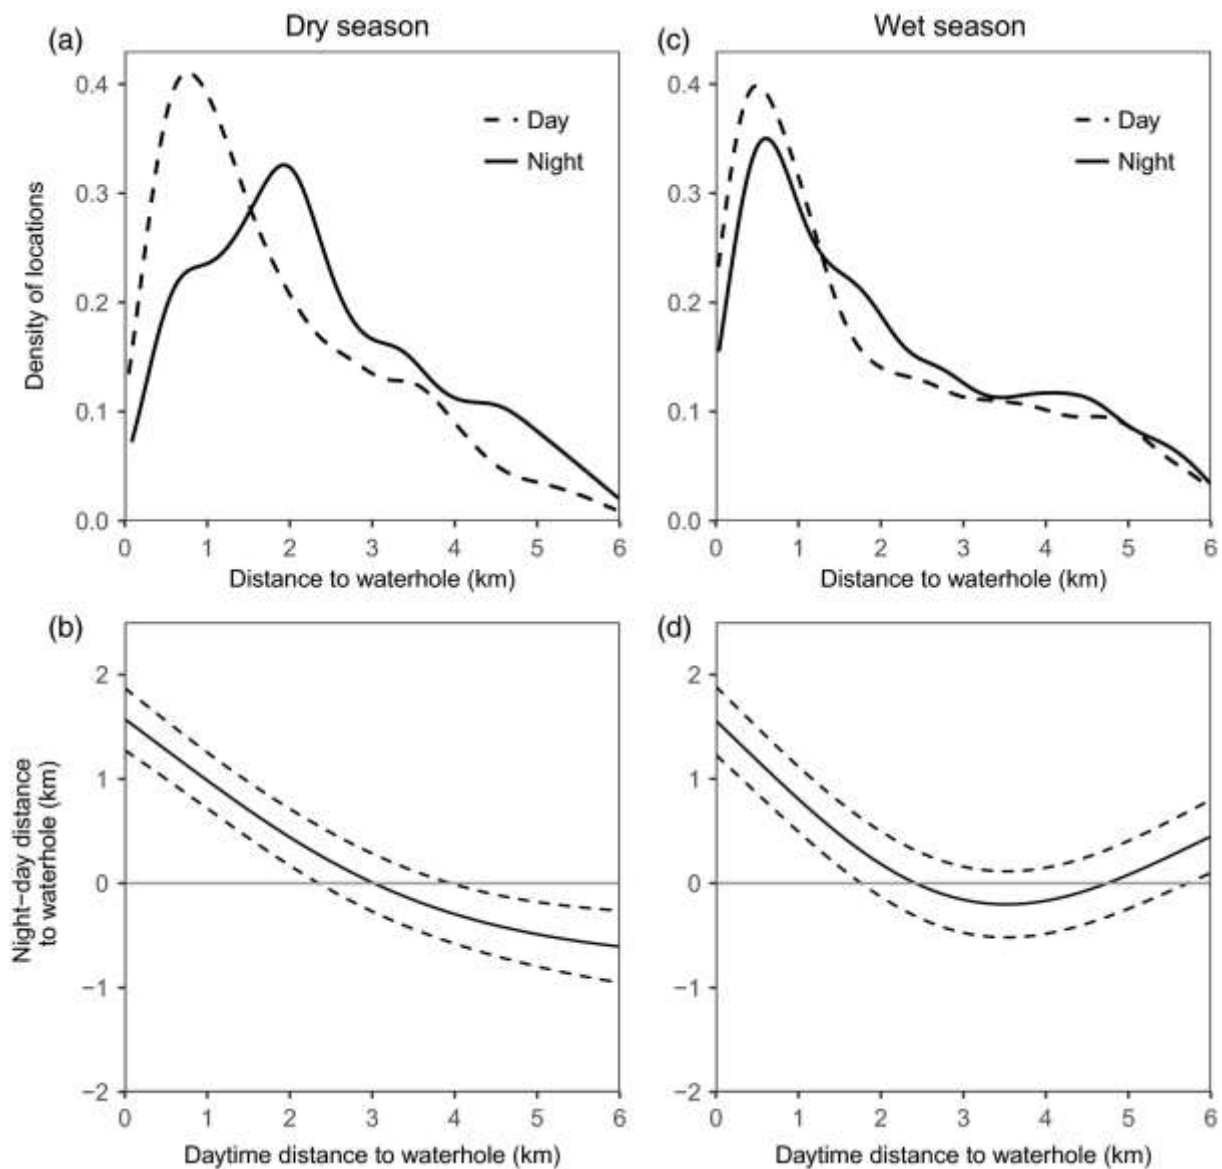 Dry season
Wet season
(a)
(c)
0.4
0.3
0.2
0.1
0.0
Density of locations
Day
Night
0 1 2 3 4 5 6
Distance to waterhole (km)
Day
Night
0.4
0.3
0.2
0.1
0.0
0 1 2 3 4 5 6
Distance to waterhole (km)
(b)
2
1
0
−1
−2
Night−day distance
to waterhole (km)
0 1 2 3 4 5 6
Daytime distance to waterhole (km)
(d)
2
1
0
−1
−2
0 1 2 3 4 5 6
Daytime distance to waterhole (km)